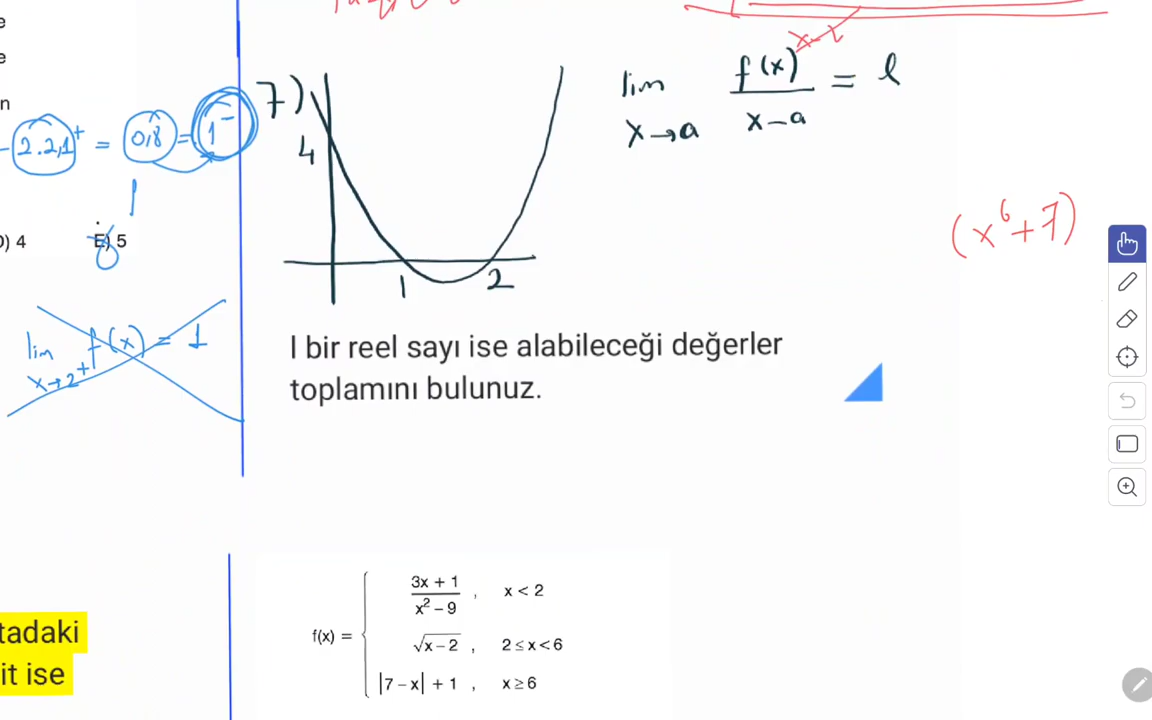 e
e
n
- 2.2,1⁺ = 0,8 = 1⁻
1
D) 4 E) 5
lim f(x) = 1
x→2⁺
7)
4
1 2
x-2
lim f(x) / x-a = l
x→a
(x⁶+7)
l bir reel sayı ise alabileceği değerler
toplamını bulunuz.
f(x) =
3x + 1 / x² – 9 , x < 2
√x – 2 , 2 ≤ x < 6
|7 – x| + 1 , x ≥ 6
tadaki
it ise